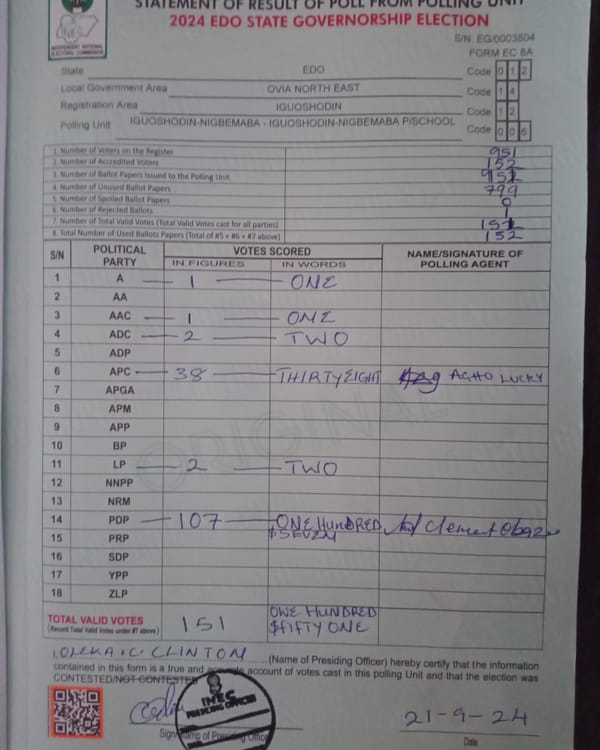 STATEMENT OF RESULT OF POLL FROM POLLING UNIT
2024 EDO STATE GOVERNORSHIP ELECTION
INEC
INDEPENDENT NATIONAL
ELECTORAL COMMISSION
S/N: EG/0003804
FORM EC 8A
State EDO Code 0 1 2
Local Government Area OVIA NORTH EAST Code 1 4
Registration Area IGUOSHODIN Code 1 2
Polling Unit IGUOSHODIN-NIGBEMABA - IGUOSHODIN-NIGBEMABA P/SCHOOL Code 0 0 6
1. Number of Voters on the Register 951
2. Number of Accredited Voters 152
3. Number of Ballot Papers Issued to the Polling Unit 951
4. Number of Unused Ballot Papers 799
5. Number of Spoiled Ballot Papers 0
6. Number of Rejected Ballots 1
7. Number of Total Valid Votes (Total Valid Votes cast for all parties) 151
8. Total Number of Used Ballots Papers (Total of #5 + #6 + #7 above) 152
S/N POLITICAL PARTY VOTES SCORED NAME/SIGNATURE OF POLLING AGENT
IN FIGURES IN WORDS
1 A 1 ONE
2 AA
3 AAC 1 ONE
4 ADC 2 TWO
5 ADP
6 APC 38 THIRTYEIGHT LUCKY
7 APGA
8 APM
9 APP
10 BP
11 LP 2 TWO
12 NNPP
13 NRM
14 PDP 107 ONE HUNDRED Clement
15 PRP $ SEVEN
16 SDP
17 YPP
18 ZLP
ORIGINAL
TOTAL VALID VOTES 151 ONE HUNDRED
(Record Total Valid Votes under #7 above) $ FIFTY ONE
I, C. CLINTON (Name of Presiding Officer) hereby certify that the information
contained in this form is a true and accurate account of votes cast in this polling Unit and that the election was
CONTESTED/NOT CONTESTED
INEC
PRESIDING OFFICER
21-9-24
Sign/Stamp of Presiding Date